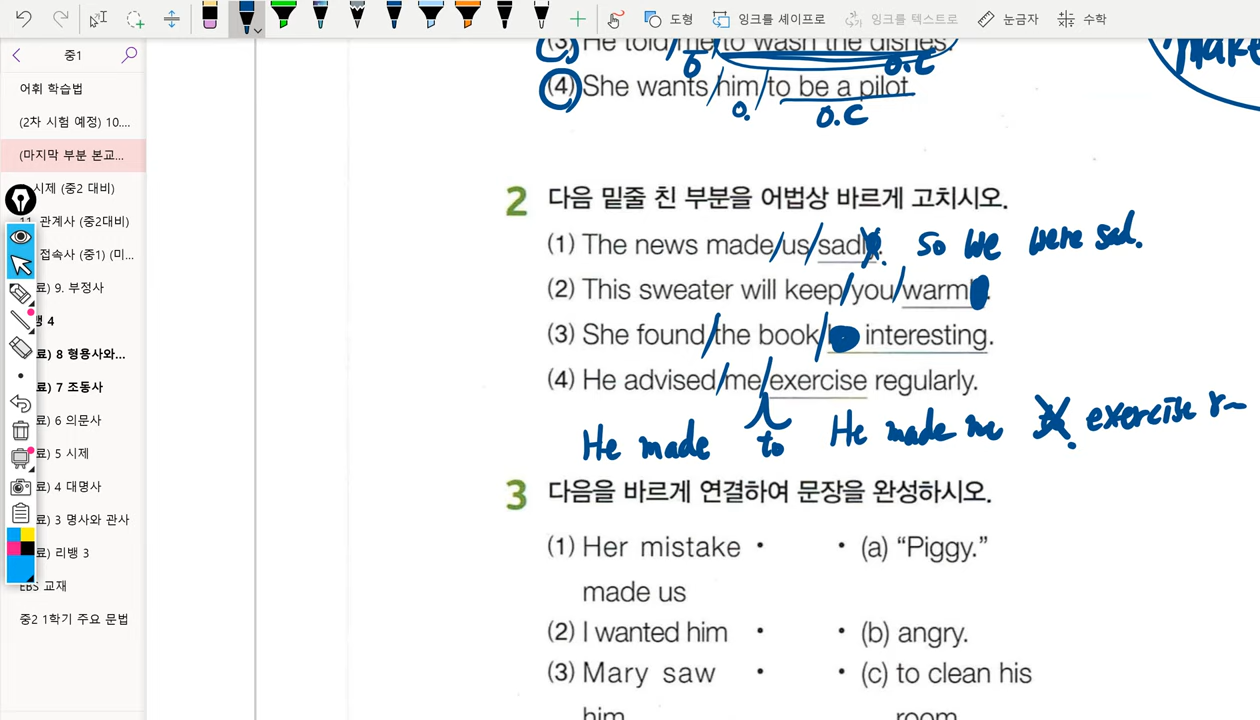 도형
잉크를 셰이프로
잉크를 텍스트로
눈금자
수학
중1
어휘 학습법
(2차 시험 예정) 10....
(마지막 부분 본교...
시제 (중2 대비)
관계사 (중2대비)
접속사 (중1) (미...
료) 9. 부정사
4
료) 8 형용사와...
료) 7 조동사
료) 6 의문사
료) 5 시제
료) 4 대명사
료) 3 명사와 관사
료) 리뱅 3
EBS 교재
중2 1학기 주요 문법
(3) He told me to wash the dishes.
O O.C
make
(4) She wants him to be a pilot
O. O.C
2 다음 밑줄 친 부분을 어법상 바르게 고치시오.
(1) The news made us sad. So we were sad.
(2) This sweater will keep you warm.
(3) She found the book interesting.
(4) He advised me exercise regularly.
He made to He made me exercise r~
3 다음을 바르게 연결하여 문장을 완성하시오.
(1) Her mistake • • (a) “Piggy.”
made us
(2) I wanted him • • (b) angry.
(3) Mary saw • • (c) to clean his
him room.